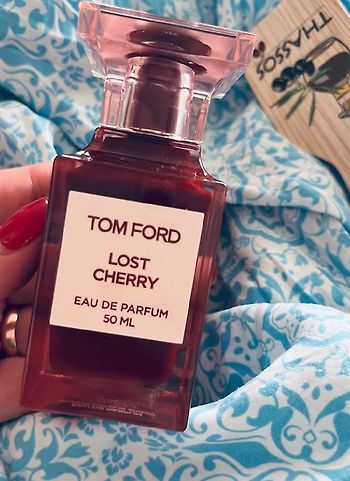 THASSOS
TOM FORD
LOST
CHERRY
EAU DE PARFUM
50 ML